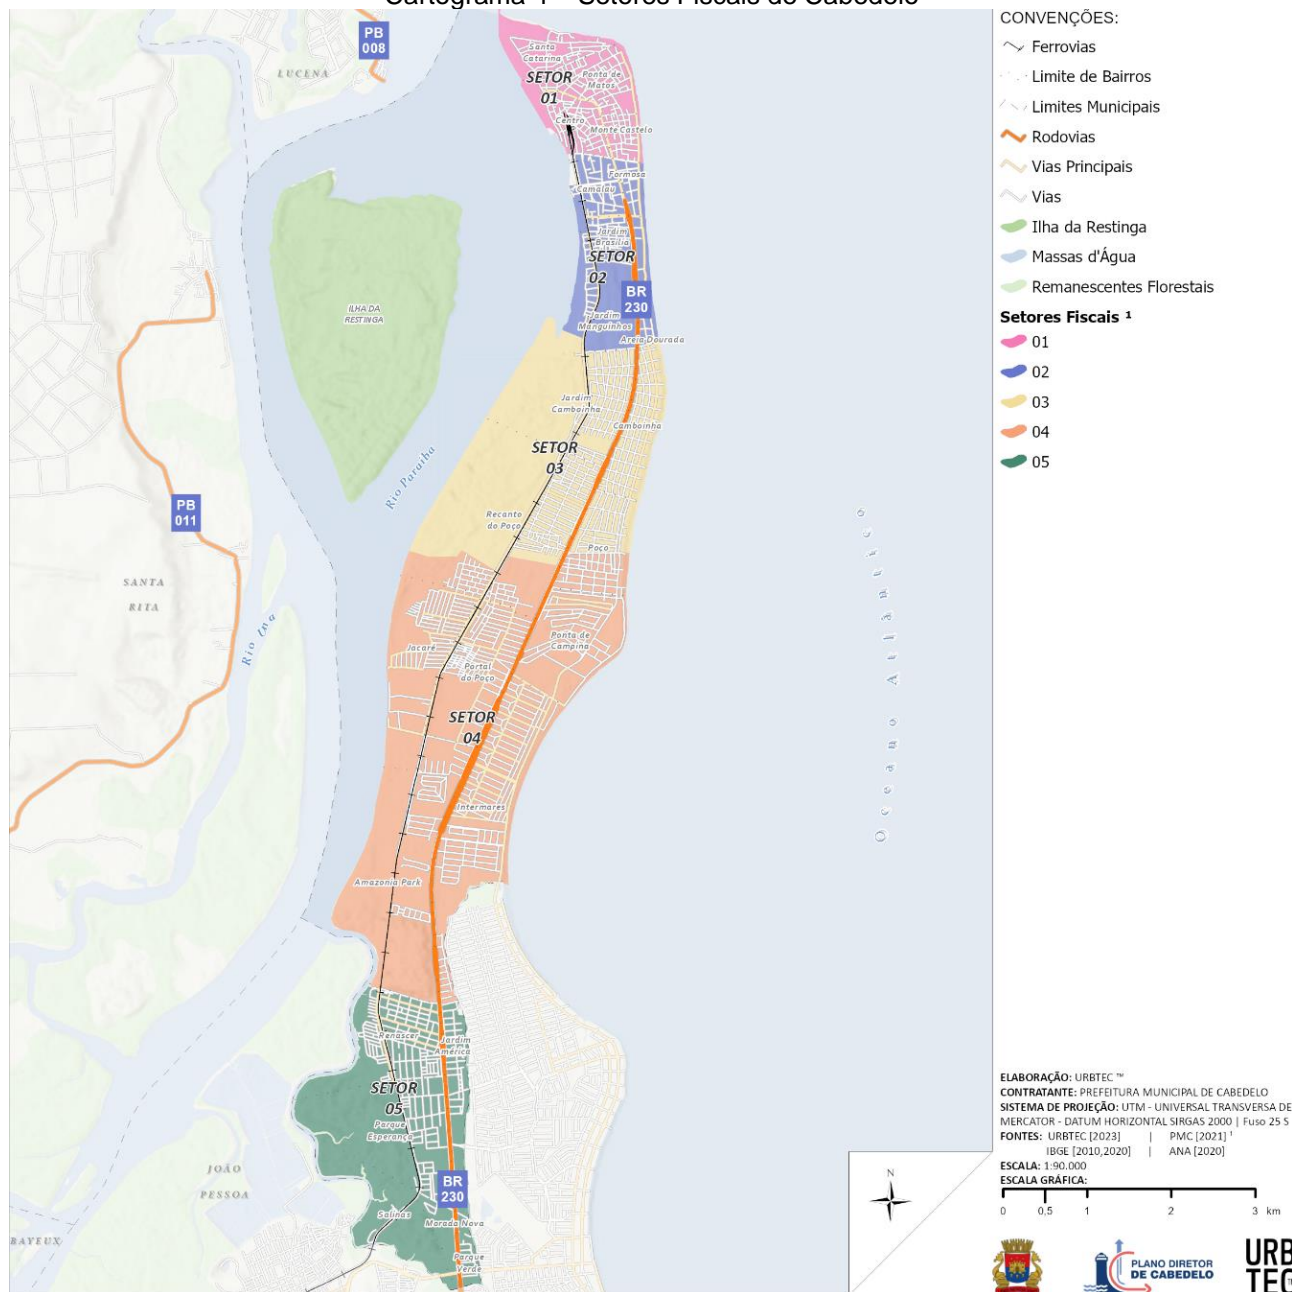 Cartograma 1 – Setores Fiscais de Cabedelo
CONVENÇÕES:
Ferrovias
Limite de Bairros
Limites Municipais
Rodovias
Vias Principais
Vias
Ilha da Restinga
Massas d'Água
Remanescentes Florestais
Setores Fiscais ¹
01
02
03
04
05
PB
008
LUCENA
Santa
Catarina
SETOR
01
Ponta de
Matos
Centro
Monte Castelo
Formosa
Camalaú
Jardim
Brasília
SETOR
02
BR
230
Jardim
Manguinhos
Areia Dourada
ILHA DA
RESTINGA
Jardim
Camboinha
Camboinha
SETOR
03
Rio Paraíba
PB
011
Recanto
do Poço
Poço
SANTA
RITA
Oceano Atlântico
Ponta de
Campina
Jacaré
Portal
do Poço
SETOR
04
Intermares
Amazonia Park
Renascer
Jardim
América
SETOR
05
Parque
Esperança
JOÃO
PESSOA
BR
230
Salinas
Morada Nova
BAYEUX
Parque
Verde
N
ELABORAÇÃO: URBTEC ™
CONTRATANTE: PREFEITURA MUNICIPAL DE CABEDELO
SISTEMA DE PROJEÇÃO: UTM - UNIVERSAL TRANSVERSA DE
MERCATOR - DATUM HORIZONTAL SIRGAS 2000 | Fuso 25 S
FONTES: URBTEC [2023] | PMC [2021] ¹
IBGE [2010,2020] | ANA [2020]
ESCALA: 1:90.000
ESCALA GRÁFICA:
0 0,5 1 2 3 km
PLANO DIRETOR
DE CABEDELO
URB
TEC